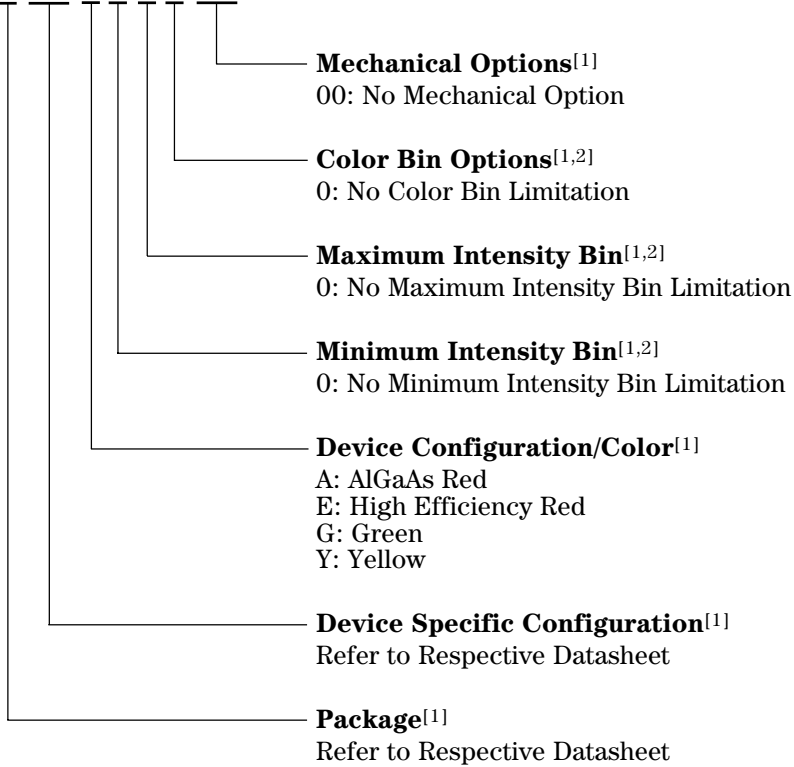 Mechanical Options[1]
00: No Mechanical Option
Color Bin Options[1,2]
0: No Color Bin Limitation
Maximum Intensity Bin[1,2]
0: No Maximum Intensity Bin Limitation
Minimum Intensity Bin[1,2]
0: No Minimum Intensity Bin Limitation
Device Configuration/Color[1]
A: AlGaAs Red
E: High Efficiency Red
G: Green
Y: Yellow
Device Specific Configuration[1]
Refer to Respective Datasheet
Package[1]
Refer to Respective Datasheet